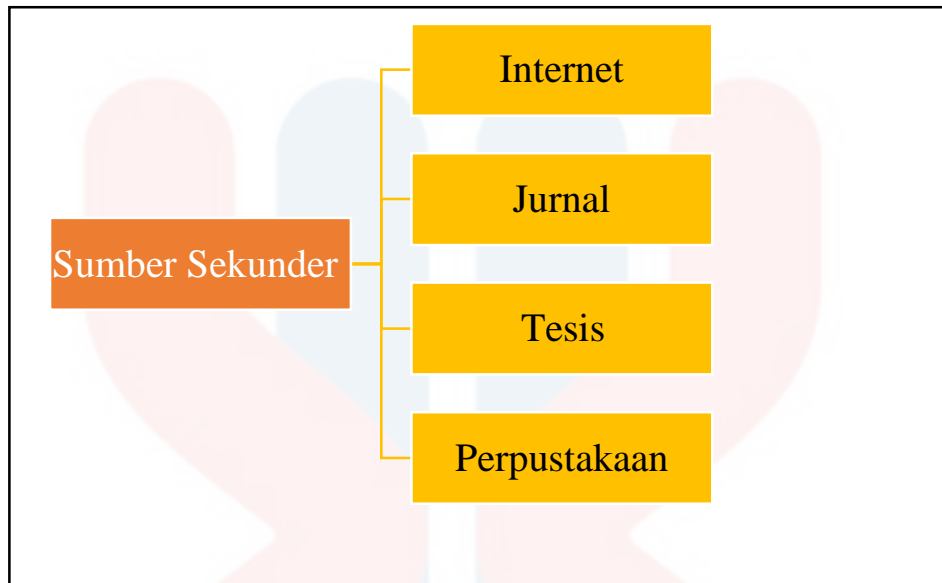 Internet
Jurnal
Sumber Sekunder
Tesis
Perpustakaan